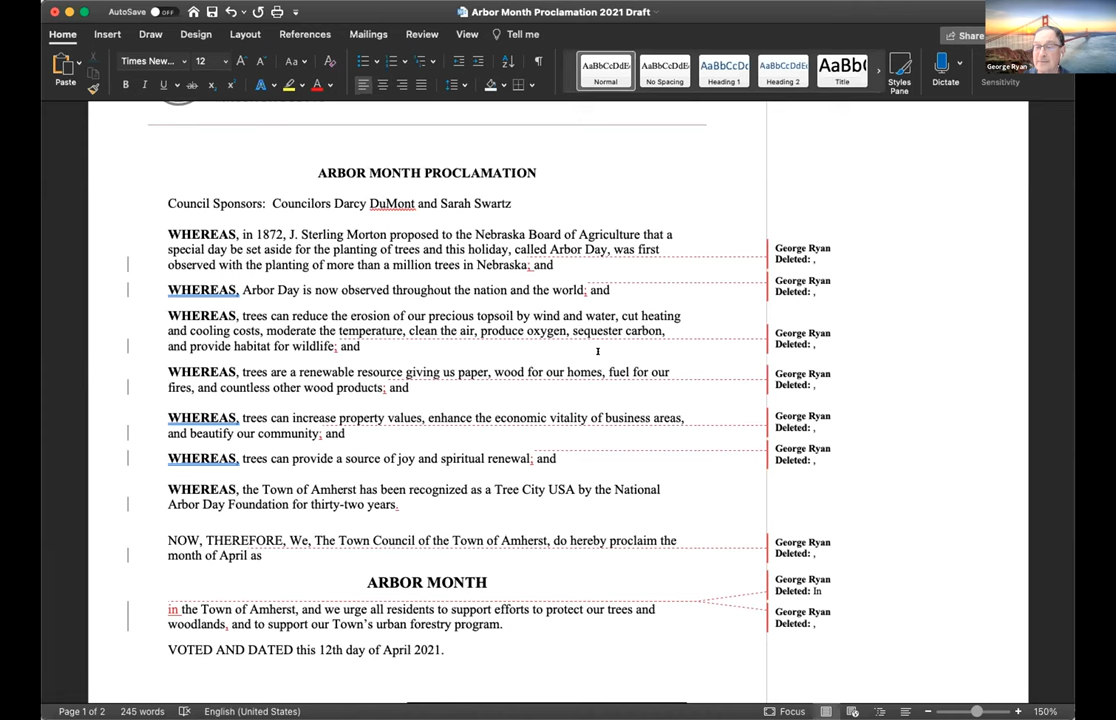 AutoSave OFF
Arbor Month Proclamation 2021 Draft
Home Insert Draw Design Layout References Mailings Review View Tell me
Share
George Ryan
Paste
Times New... 12
Aa
AaBbCcDdE AaBbCcDdE AaBbCcDc AaBbCcDdEe AaBb(
Normal No Spacing Heading 1 Heading 2 Title
Styles Pane
Dictate
Sensitivity
ARBOR MONTH PROCLAMATION
Council Sponsors: Councilors Darcy DuMont and Sarah Swartz
WHEREAS, in 1872, J. Sterling Morton proposed to the Nebraska Board of Agriculture that a
special day be set aside for the planting of trees and this holiday, called Arbor Day, was first
observed with the planting of more than a million trees in Nebraska; and
WHEREAS, Arbor Day is now observed throughout the nation and the world; and
WHEREAS, trees can reduce the erosion of our precious topsoil by wind and water, cut heating
and cooling costs, moderate the temperature, clean the air, produce oxygen, sequester carbon,
and provide habitat for wildlife; and
WHEREAS, trees are a renewable resource giving us paper, wood for our homes, fuel for our
fires, and countless other wood products; and
WHEREAS, trees can increase property values, enhance the economic vitality of business areas,
and beautify our community; and
WHEREAS, trees can provide a source of joy and spiritual renewal; and
WHEREAS, the Town of Amherst has been recognized as a Tree City USA by the National
Arbor Day Foundation for thirty-two years.
NOW, THEREFORE, We, The Town Council of the Town of Amherst, do hereby proclaim the
month of April as
ARBOR MONTH
in the Town of Amherst, and we urge all residents to support efforts to protect our trees and
woodlands, and to support our Town's urban forestry program.
VOTED AND DATED this 12th day of April 2021.
George Ryan
Deleted: ,
George Ryan
Deleted: ,
George Ryan
Deleted: ,
George Ryan
Deleted: ,
George Ryan
Deleted: ,
George Ryan
Deleted: ,
George Ryan
Deleted: ,
George Ryan
Deleted: In
George Ryan
Deleted: ,
Page 1 of 2 245 words English (United States) Focus 150%